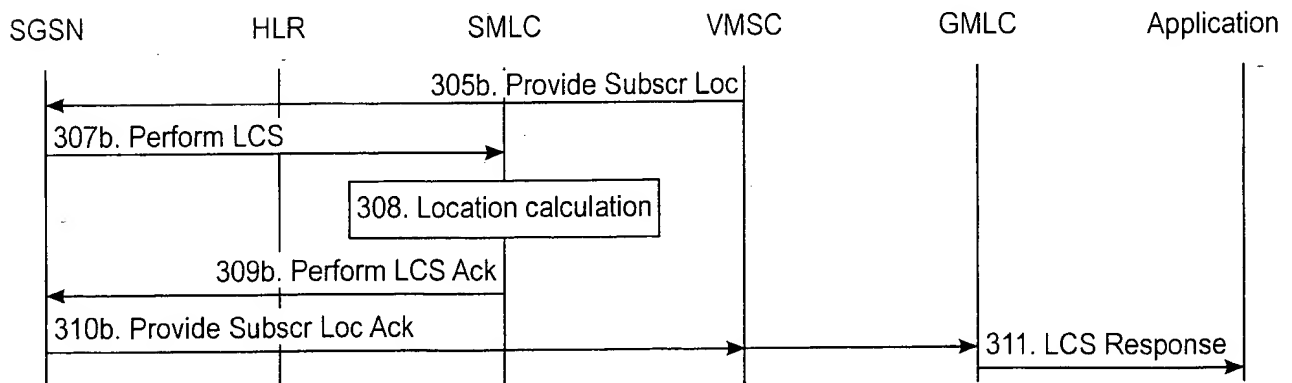 SGSN HLR SMLC VMSC GMLC Application
305b. Provide Subscr Loc
307b. Perform LCS
308. Location calculation
309b. Perform LCS Ack
310b. Provide Subscr Loc Ack
311. LCS Response